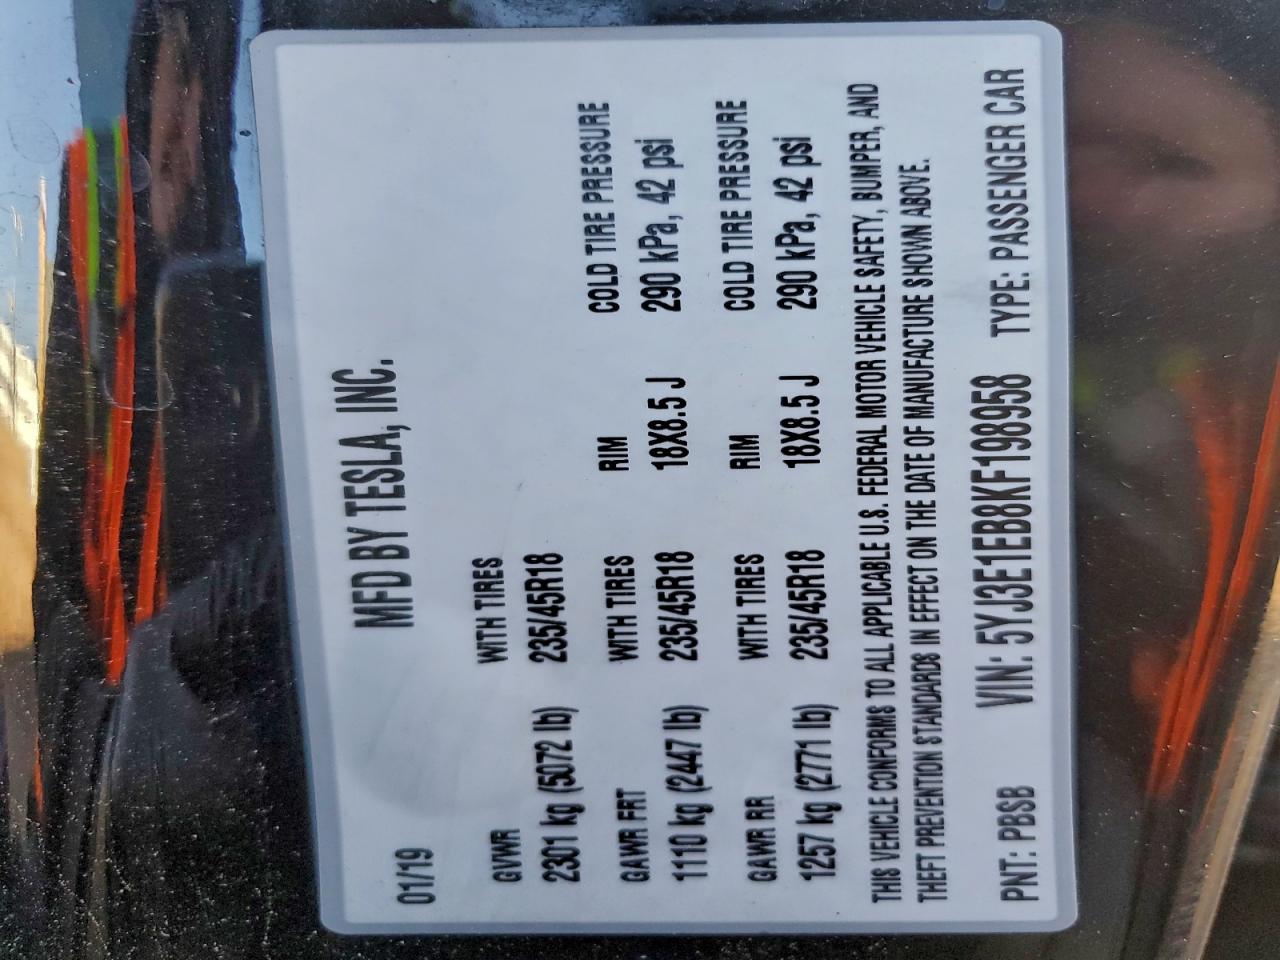 MFD BY TESLA, INC.
01/19
GVWR WITH TIRES
2301 kg (5072 lb) 235/45R18
GAWR FRT WITH TIRES RIM COLD TIRE PRESSURE
1110 kg (2447 lb) 235/45R18 18X8.5 J 290 kPa, 42 psi
GAWR RR WITH TIRES RIM COLD TIRE PRESSURE
1257 kg (2771 lb) 235/45R18 18X8.5 J 290 kPa, 42 psi
THIS VEHICLE CONFORMS TO ALL APPLICABLE U.S. FEDERAL MOTOR VEHICLE SAFETY, BUMPER, AND
THEFT PREVENTION STANDARDS IN EFFECT ON THE DATE OF MANUFACTURE SHOWN ABOVE.
PNT: PBSB VIN: 5YJ3E1EB8KF198958 TYPE: PASSENGER CAR